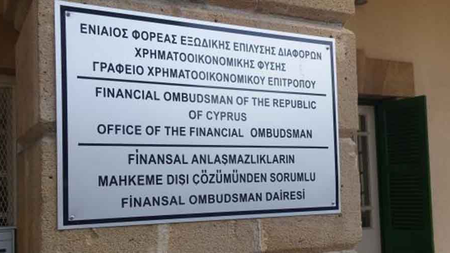 ΕΝΙΑΙΟΣ ΦΟΡΕΑΣ ΕΞΩΔΙΚΗΣ ΕΠΙΛΥΣΗΣ ΔΙΑΦΟΡΩΝ
ΧΡΗΜΑΤΟΟΙΚΟΝΟΜΙΚΗΣ ΦΥΣΗΣ
ΓΡΑΦΕΙΟ ΧΡΗΜΑΤΟΟΙΚΟΝΟΜΙΚΟΥ ΕΠΙΤΡΟΠΟΥ
FINANCIAL OMBUDSMAN OF THE REPUBLIC
OF CYPRUS
OFFICE OF THE FINANCIAL OMBUDSMAN
FİNANSAL ANLAŞMAZLIKLARIN
MAHKEME DIŞI ÇÖZÜMÜNDEN SORUMLU
FİNANSAL OMBUDSMAN DAİRESİ